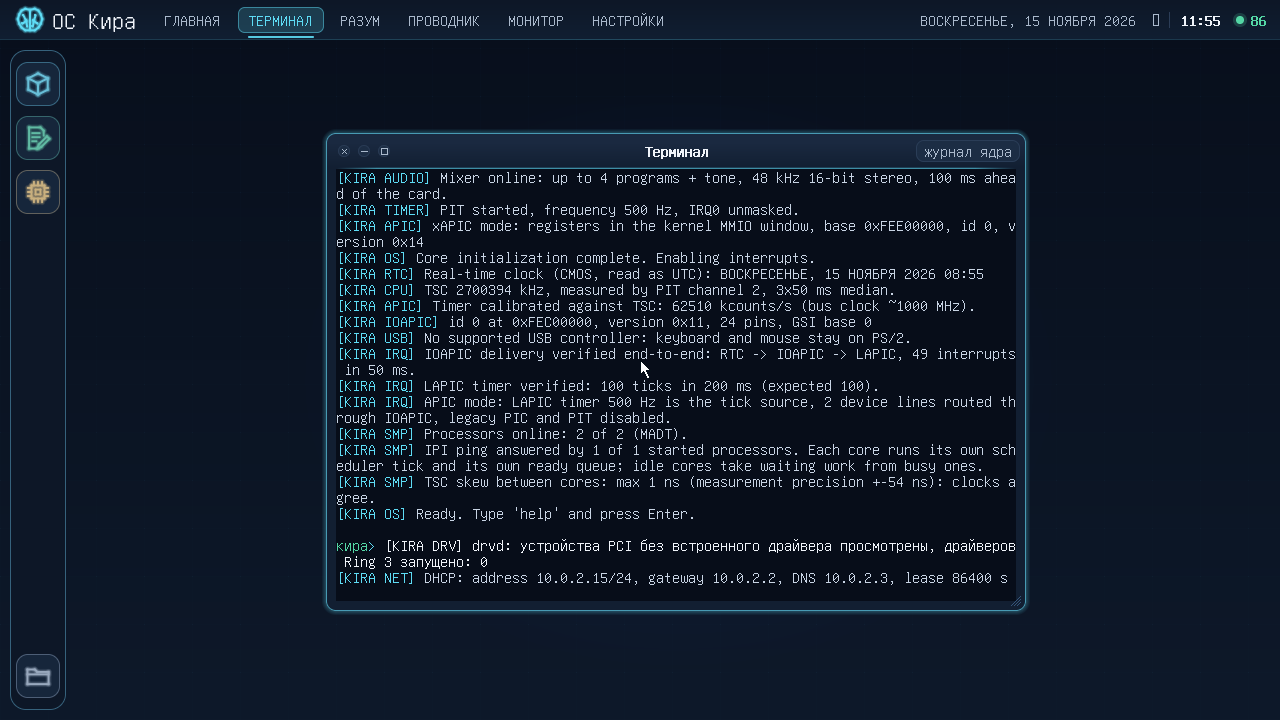 ОС Кира ГЛАВНАЯ ТЕРМИНАЛ РАЗУМ ПРОВОДНИК МОНИТОР НАСТРОЙКИ ВОСКРЕСЕНЬЕ, 15 НОЯБРЯ 2026 11:55 86
Терминал журнал ядра
[KIRA AUDIO] Mixer online: up to 4 programs + tone, 48 kHz 16-bit stereo, 100 ms ahea
d of the card.
[KIRA TIMER] PIT started, frequency 500 Hz, IRQ0 unmasked.
[KIRA APIC] xAPIC mode: registers in the kernel MMIO window, base 0xFEE00000, id 0, v
ersion 0x14
[KIRA OS] Core initialization complete. Enabling interrupts.
[KIRA RTC] Real-time clock (CMOS, read as UTC): ВОСКРЕСЕНЬЕ, 15 НОЯБРЯ 2026 08:55
[KIRA CPU] TSC 2700394 kHz, measured by PIT channel 2, 3x50 ms median.
[KIRA APIC] Timer calibrated against TSC: 62510 kcounts/s (bus clock ~1000 MHz).
[KIRA IOAPIC] id 0 at 0xFEC00000, version 0x11, 24 pins, GSI base 0
[KIRA USB] No supported USB controller: keyboard and mouse stay on PS/2.
[KIRA IRQ] IOAPIC delivery verified end-to-end: RTC -> IOAPIC -> LAPIC, 49 interrupts
in 50 ms.
[KIRA IRQ] LAPIC timer verified: 100 ticks in 200 ms (expected 100).
[KIRA IRQ] APIC mode: LAPIC timer 500 Hz is the tick source, 2 device lines routed th
rough IOAPIC, legacy PIC and PIT disabled.
[KIRA SMP] Processors online: 2 of 2 (MADT).
[KIRA SMP] IPI ping answered by 1 of 1 started processors. Each core runs its own sch
eduler tick and its own ready queue; idle cores take waiting work from busy ones.
[KIRA SMP] TSC skew between cores: max 1 ns (measurement precision +-54 ns): clocks a
gree.
[KIRA OS] Ready. Type 'help' and press Enter.
кира> [KIRA DRV] drvd: устройства PCI без встроенного драйвера просмотрены, драйверов
Ring 3 запущено: 0
[KIRA NET] DHCP: address 10.0.2.15/24, gateway 10.0.2.2, DNS 10.0.2.3, lease 86400 s